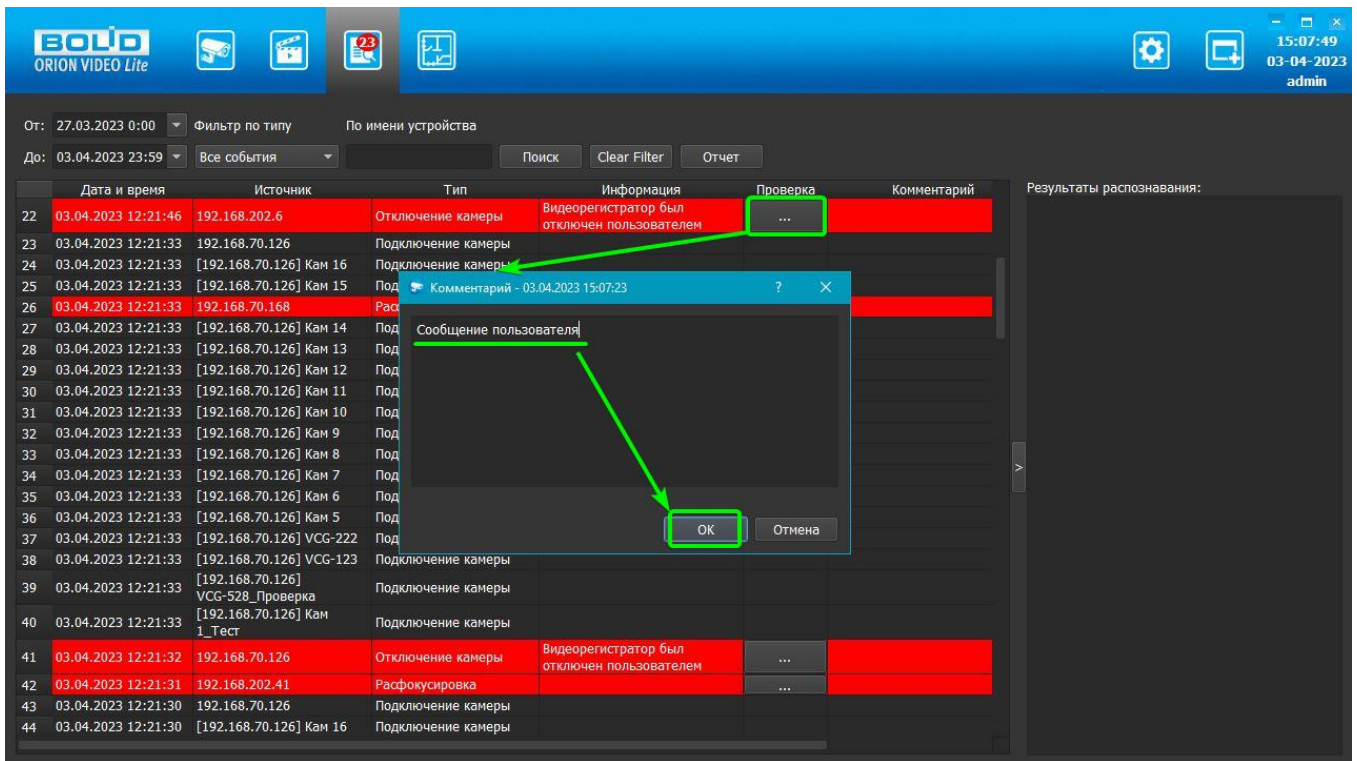 BOLID
ORION VIDEO Lite
23
15:07:49
03-04-2023
admin
От: 27.03.2023 0:00 Фильтр по типу По имени устройства
До: 03.04.2023 23:59 Все события Поиск Clear Filter Отчет
Дата и время Источник Тип Информация Проверка Комментарий Результаты распознавания:
22 03.04.2023 12:21:46 192.168.202.6 Отключение камеры Видеорегистратор был отключен пользователем ...
23 03.04.2023 12:21:33 192.168.70.126 Подключение камеры
24 03.04.2023 12:21:33 [192.168.70.126] Кам 16 Подключение камеры
25 03.04.2023 12:21:33 [192.168.70.126] Кам 15 Под
Комментарий - 03.04.2023 15:07:23 ? ×
26 03.04.2023 12:21:33 192.168.70.168 Рас
27 03.04.2023 12:21:33 [192.168.70.126] Кам 14 Под
Сообщение пользователя
28 03.04.2023 12:21:33 [192.168.70.126] Кам 13 Под
29 03.04.2023 12:21:33 [192.168.70.126] Кам 12 Под
30 03.04.2023 12:21:33 [192.168.70.126] Кам 11 Под
31 03.04.2023 12:21:33 [192.168.70.126] Кам 10 Под
32 03.04.2023 12:21:33 [192.168.70.126] Кам 9 Под
33 03.04.2023 12:21:33 [192.168.70.126] Кам 8 Под
34 03.04.2023 12:21:33 [192.168.70.126] Кам 7 Под
>
35 03.04.2023 12:21:33 [192.168.70.126] Кам 6 Под
36 03.04.2023 12:21:33 [192.168.70.126] Кам 5 Под
OK Отмена
37 03.04.2023 12:21:33 [192.168.70.126] VCG-222 Под
38 03.04.2023 12:21:33 [192.168.70.126] VCG-123 Подключение камеры
39 03.04.2023 12:21:33 [192.168.70.126] VCG-528_Проверка Подключение камеры
40 03.04.2023 12:21:33 [192.168.70.126] Кам 1_Тест Подключение камеры
41 03.04.2023 12:21:32 192.168.70.126 Отключение камеры Видеорегистратор был отключен пользователем ...
42 03.04.2023 12:21:31 192.168.202.41 Расфокусировка ...
43 03.04.2023 12:21:30 192.168.70.126 Подключение камеры
44 03.04.2023 12:21:30 [192.168.70.126] Кам 16 Подключение камеры